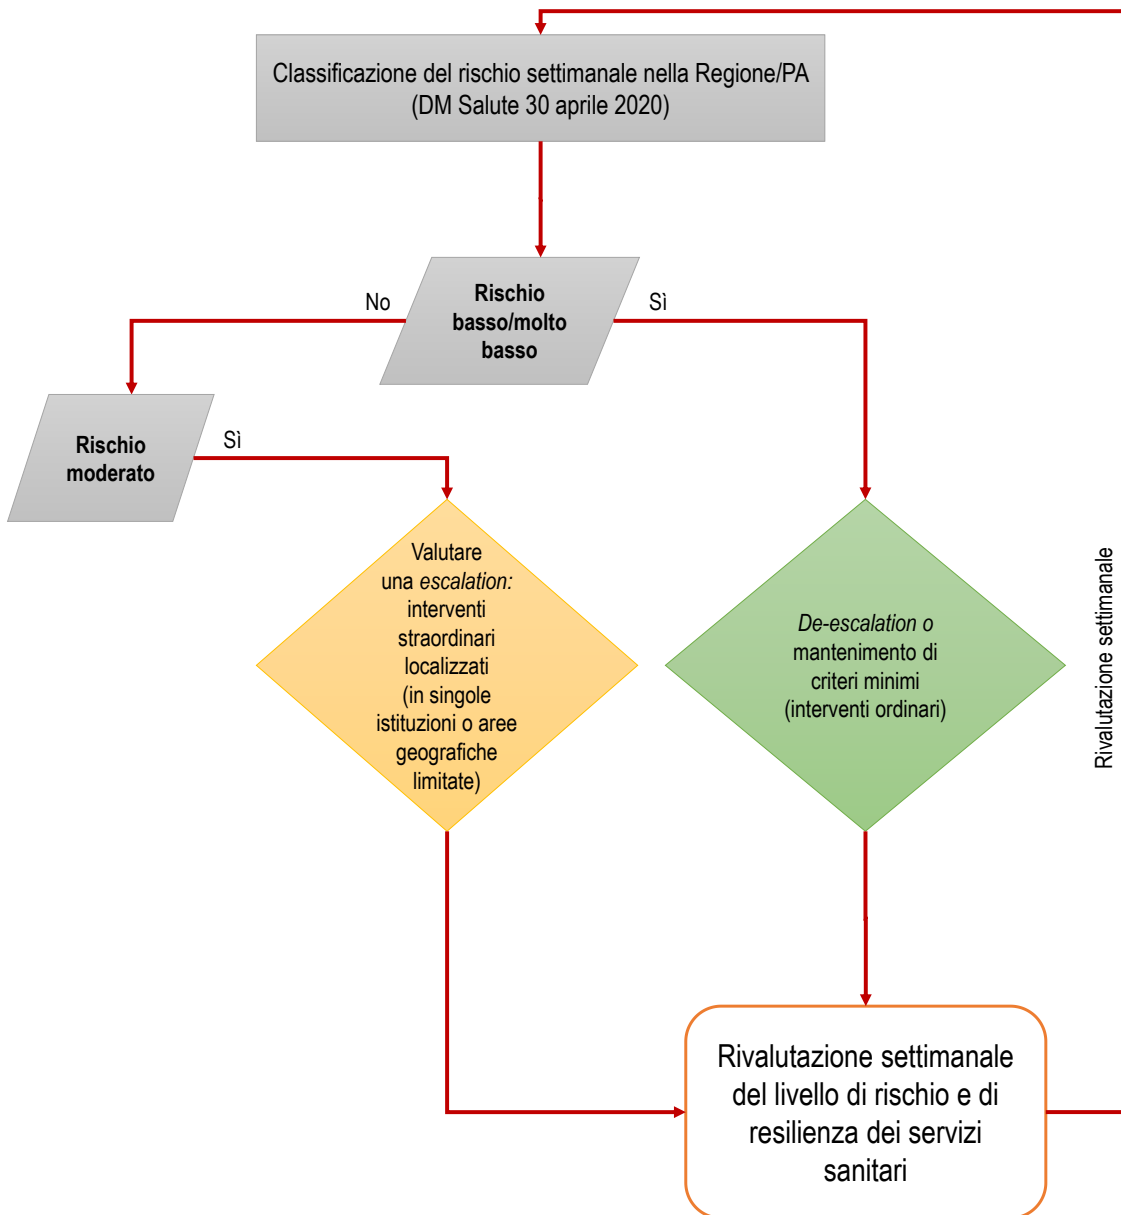 Classificazione del rischio settimanale nella Regione/PA
(DM Salute 30 aprile 2020)
Rischio
basso/molto
basso
No
Sì
Rischio
moderato
Sì
Valutare
una escalation:
interventi
straordinari
localizzati
(in singole
istituzioni o aree
geografiche
limitate)
De-escalation o
mantenimento di
criteri minimi
(interventi ordinari)
Rivalutazione settimanale
Rivalutazione settimanale
del livello di rischio e di
resilienza dei servizi
sanitari